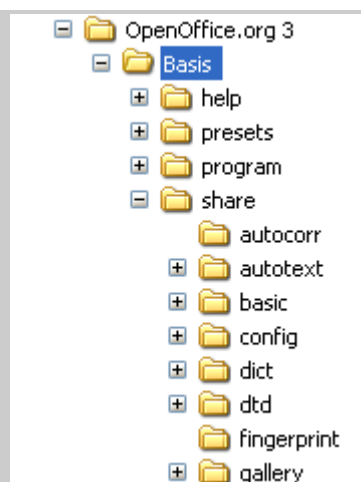 OpenOffice.org 3
Basis
help
presets
program
share
autocorr
autotext
basic
config
dict
dtd
fingerprint
gallery